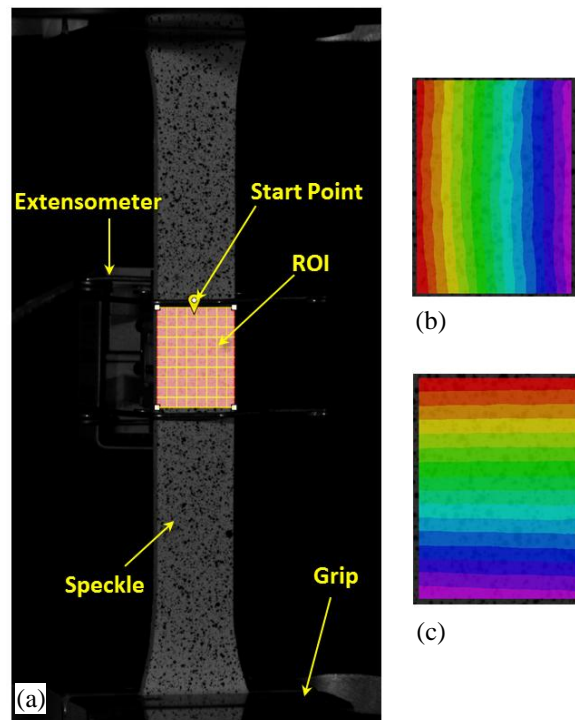 Start Point
Extensometer
ROI
(b)
Speckle
Grip
(a)
(c)